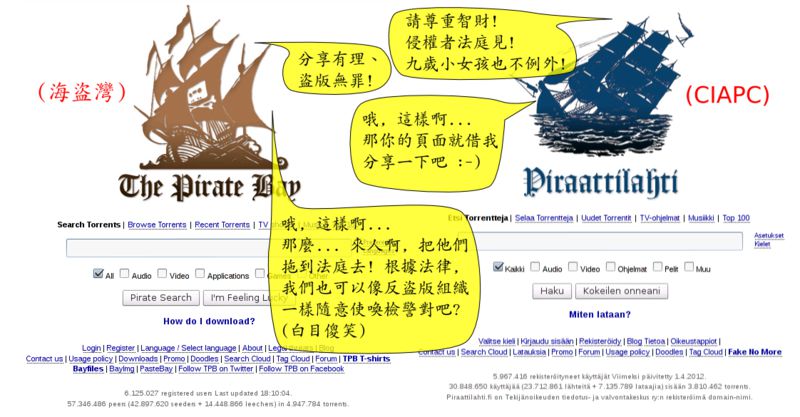 分享有理、
盜版無罪!
請尊重智財!
侵權者法庭見!
九歲小女孩也不例外!
(海盜灣)
(CIAPC)
哦, 這樣啊...
那你的頁面就借我
分享一下吧 :-)
The Pirate Bay
Piraattilahti
哦, 這樣啊...
那麼... 來人啊, 把他們
拖到法庭去! 根據法律,
我們也可以像反盜版組織
一樣隨意使喚檢警對吧?
(白目傻笑)
Search Torrents | Browse Torrents | Recent Torrents | TV shows | Music
All Audio Video Applications Games Other
Pirate Search I'm Feeling Lucky
How do I download?
Login | Register | Language / Select language | About | Legal threats | Blog
Contact us | Usage policy | Downloads | Promo | Doodles | Search Cloud | Tag Cloud | Forum | TPB T-shirts
Bayfiles | BayImg | PasteBay | Follow TPB on Twitter | Follow TPB on Facebook
6.125.027 registered users Last updated 18:10:04.
57.346.486 peers (42.897.620 seeders + 14.448.866 leechers) in 4.947.784 torrents.
Etsi Torrentteja | Selaa Torrentteja | Uudet Torrentit | TV-ohjelmat | Musiikki | Top 100
Asetukset
Kielet
Kaikki Audio Video Ohjelmat Pelit Muu
Haku Kokeilen onneani
Miten lataan?
Valitse kieli | Kirjaudu sisään | Rekisteröidy | Blog Tietoa | Oikeustappiot |
Contact us | Search Cloud | Latauksia | Promo | Forum | Usage policy | Doodles | Tag Cloud | Fake No More
5.967.416 rekisteröityneet käyttäjät Viimeksi päivitetty 1.4.2012.
30.848.650 käyttäjää (23.712.861 lähteitä + 7.135.789 lataajia) sisään 3.810.462 torrents.
Piraattilahti.fi on Tekijänoikeuden tiedotus- ja valvontakeskus ry:n rekisteröimä domain-nimi.